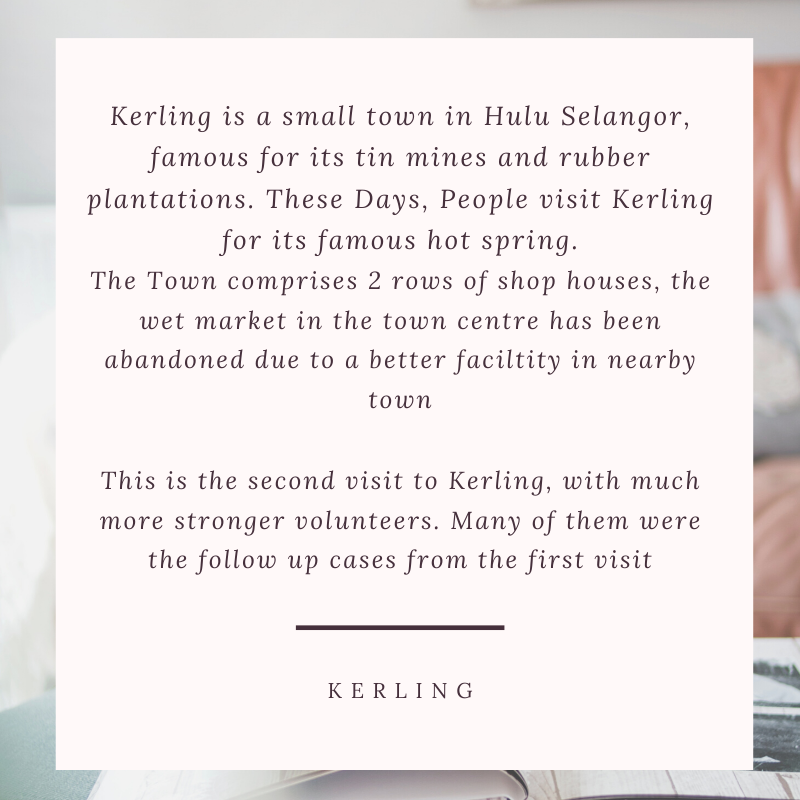 Kerling is a small town in Hulu Selangor,
famous for its tin mines and rubber
plantations. These Days, People visit Kerling
for its famous hot spring.
The Town comprises 2 rows of shop houses, the
wet market in the town centre has been
abandoned due to a better faciltity in nearby
town
This is the second visit to Kerling, with much
more stronger volunteers. Many of them were
the follow up cases from the first visit
KERLING